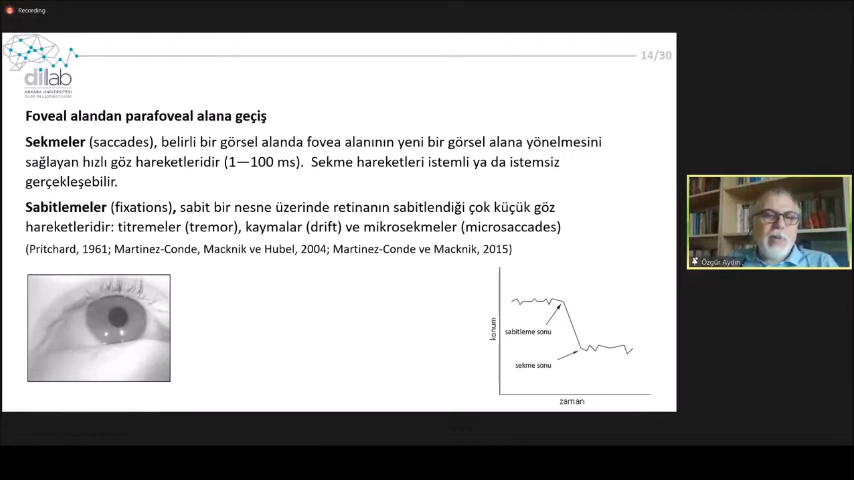 Recording
14/30
dilab
ANKARA ÜNİVERSİTESİ
Foveal alandan parafoveal alana geçiş
Sekmeler (saccades), belirli bir görsel alanda fovea alanının yeni bir görsel alana yönelmesini
sağlayan hızlı göz hareketleridir (1—100 ms). Sekme hareketleri istemli ya da istemsiz
gerçekleşebilir.
Sabitlemeler (fixations), sabit bir nesne üzerinde retinanın sabitlendiği çok küçük göz
hareketleridir: titremeler (tremor), kaymalar (drift) ve mikrosekmeler (microsaccades)
(Pritchard, 1961; Martinez-Conde, Macknik ve Hubel, 2004; Martinez-Conde ve Macknik, 2015)
konum
sabitleme sonu
sekme sonu
zaman
Özgür Aydın